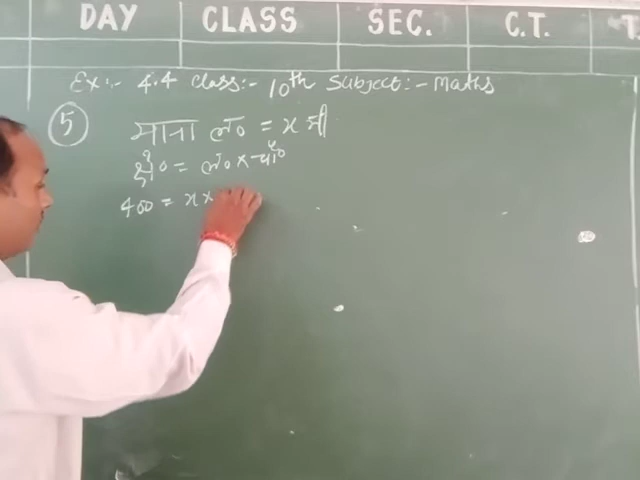 DAY CLASS SEC. C.T. T.
Ex:- 4.4 Class:- 10th Subject:- Maths
5 माना ल० = x मी
क्षे० = ल० × चौ०
400 = x ×